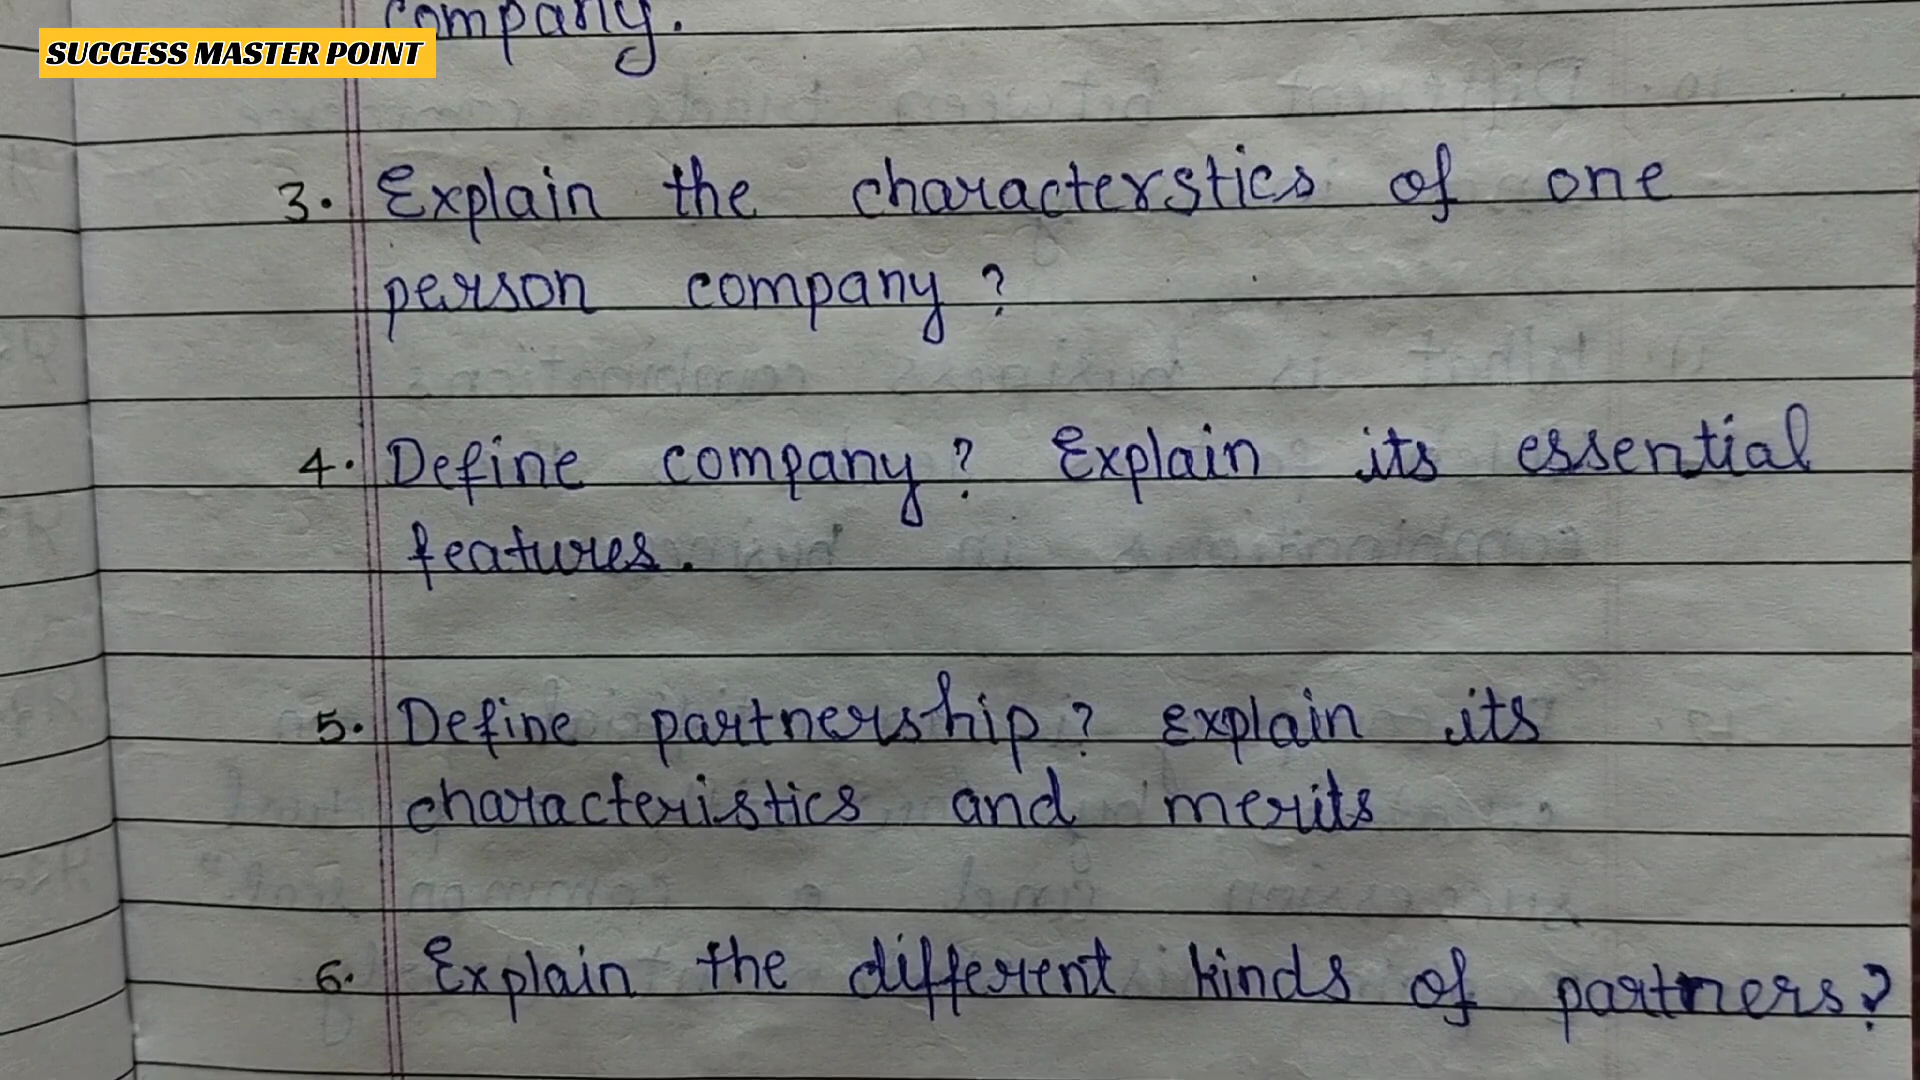 company.
SUCCESS MASTER POINT
3. Explain the characterstics of one
person company?
4. Define company? Explain its essential
features.
5. Define partnership? explain its
characteristics and merits
6. Explain the different kinds of partners?